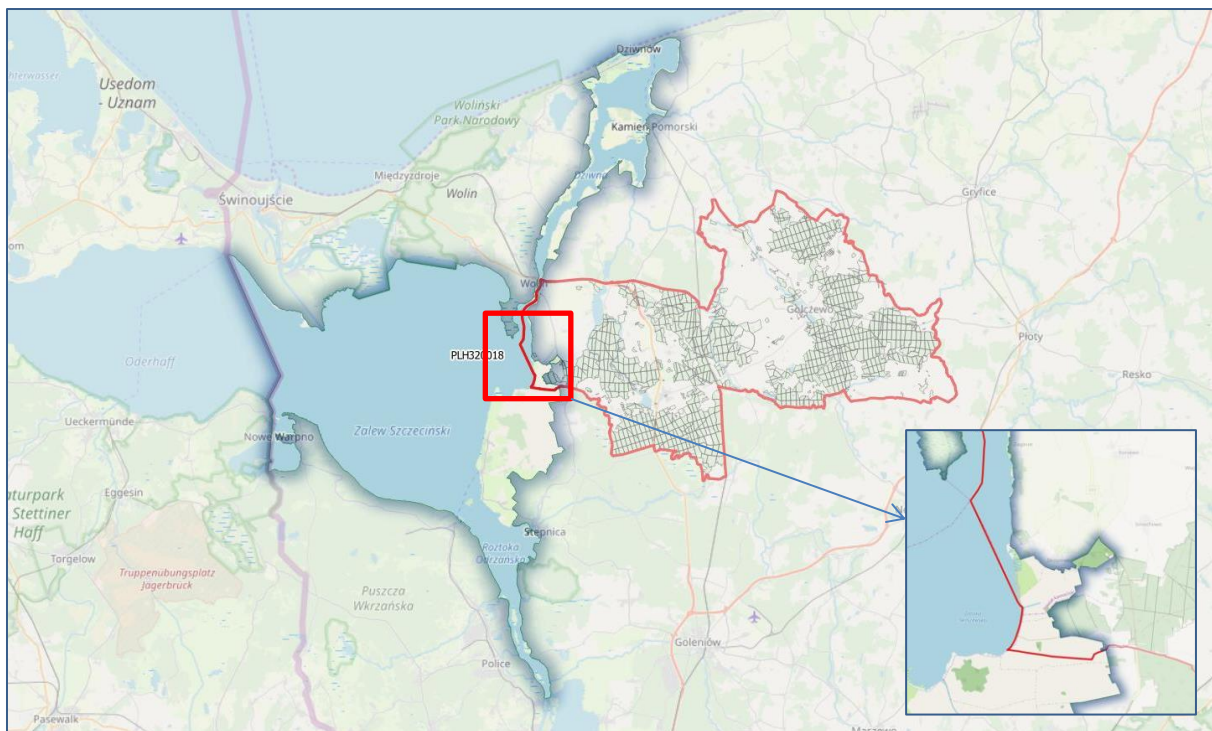 Dziwnów
Usedom
- Uznam
Woliński
Park Narodowy
Kamień Pomorski
Międzyzdroje
Wolin
Dziwna
Gryfice
Świnoujście
Golczewo
Płoty
PLH320018
Oderhaff
Resko
Ueckermünde
Nowe Warpno
Zalew Szczeciński
Eggesin
aturpark
Stettiner
Haff
Stepnica
Torgelow
Truppenübungsplatz
Jägerbrück
Roztoka
Odrzańska
Puszcza
Wkrzańska
Goleniów
Police
Pasewalk